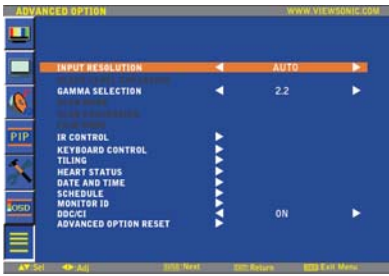 ADVANCED OPTION WWW.VIEWSONIC.COM
INPUT RESOLUTION AUTO
GAMMA SELECTION 2.2
IR CONTROL
PIP
KEYBOARD CONTROL
TILING
HEART STATUS
DATE AND TIME
SCHEDULE
MONITOR ID
OSD
DDC/CI ON
ADVANCED OPTION RESET
Sel Adj Next Return Exit Menu